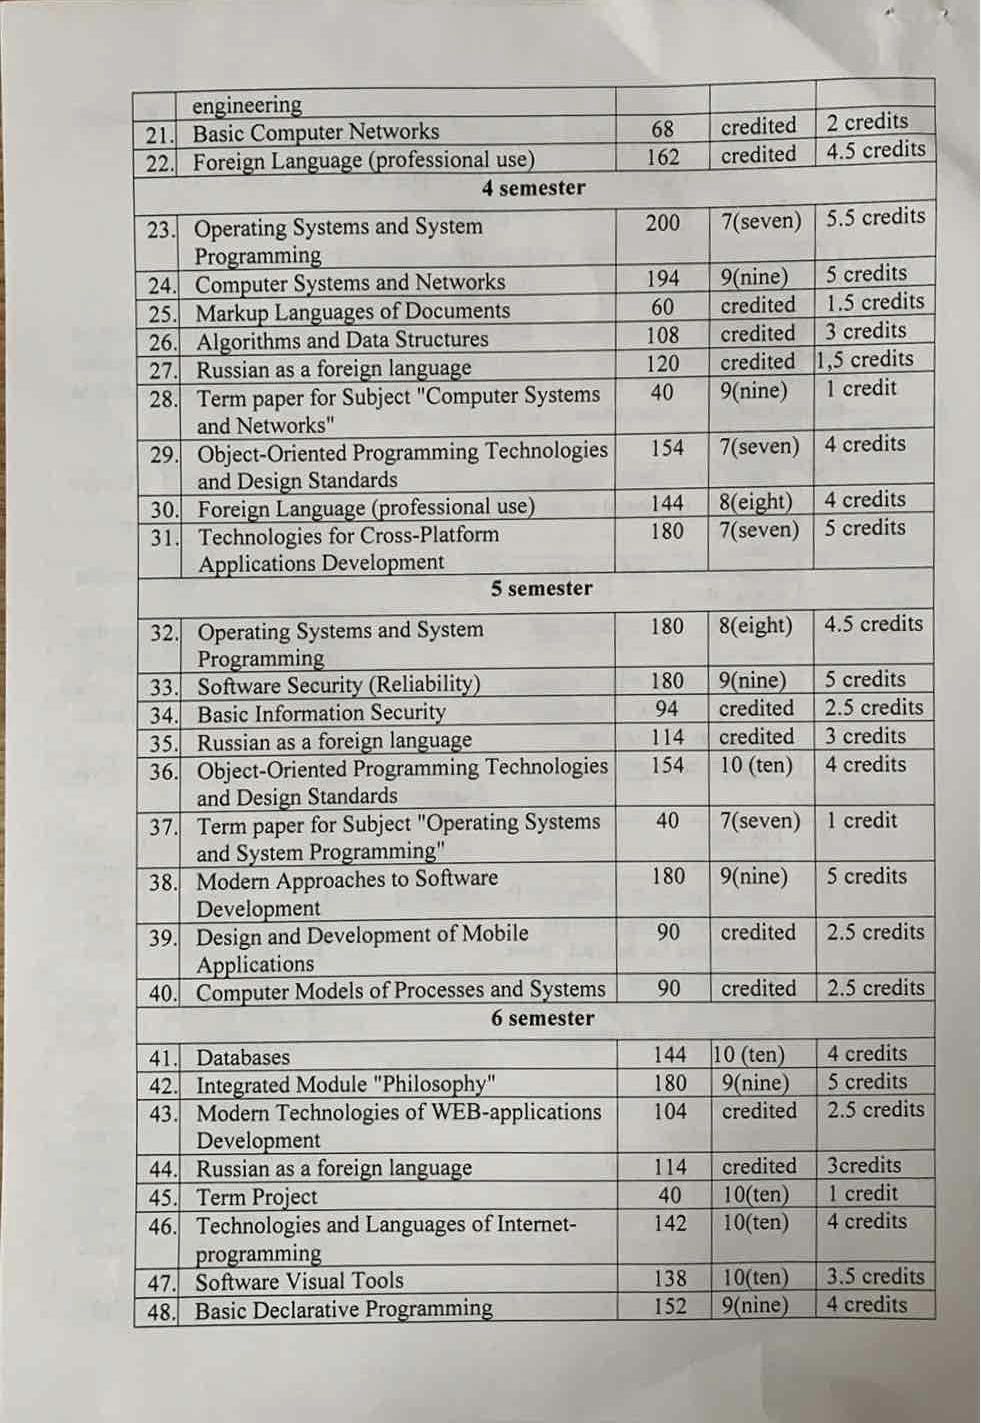 engineering
21. Basic Computer Networks 68 credited 2 credits
22. Foreign Language (professional use) 162 credited 4.5 credits
4 semester
23. Operating Systems and System 200 7(seven) 5.5 credits
Programming
24. Computer Systems and Networks 194 9(nine) 5 credits
25. Markup Languages of Documents 60 credited 1.5 credits
26. Algorithms and Data Structures 108 credited 3 credits
27. Russian as a foreign language 120 credited 1,5 credits
28. Term paper for Subject "Computer Systems 40 9(nine) 1 credit
and Networks"
29. Object-Oriented Programming Technologies 154 7(seven) 4 credits
and Design Standards
30. Foreign Language (professional use) 144 8(eight) 4 credits
31. Technologies for Cross-Platform 180 7(seven) 5 credits
Applications Development
5 semester
32. Operating Systems and System 180 8(eight) 4.5 credits
Programming
33. Software Security (Reliability) 180 9(nine) 5 credits
34. Basic Information Security 94 credited 2.5 credits
35. Russian as a foreign language 114 credited 3 credits
36. Object-Oriented Programming Technologies 154 10 (ten) 4 credits
and Design Standards
37. Term paper for Subject "Operating Systems 40 7(seven) 1 credit
and System Programming"
38. Modern Approaches to Software 180 9(nine) 5 credits
Development
39. Design and Development of Mobile 90 credited 2.5 credits
Applications
40. Computer Models of Processes and Systems 90 credited 2.5 credits
6 semester
41. Databases 144 10 (ten) 4 credits
42. Integrated Module "Philosophy" 180 9(nine) 5 credits
43. Modern Technologies of WEB-applications 104 credited 2.5 credits
Development
44. Russian as a foreign language 114 credited 3credits
45. Term Project 40 10(ten) 1 credit
46. Technologies and Languages of Internet- 142 10(ten) 4 credits
programming
47. Software Visual Tools 138 10(ten) 3.5 credits
48. Basic Declarative Programming 152 9(nine) 4 credits